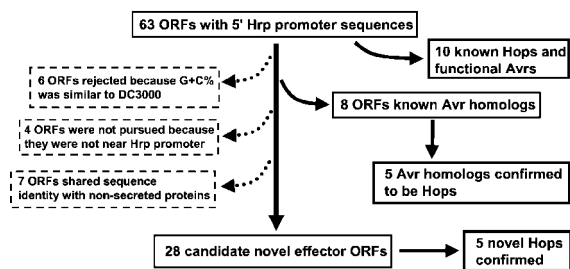 63 ORFs with 5' Hrp promoter sequences
10 known Hops and
functional Avrs
6 ORFs rejected because G+C%
was similar to DC3000
8 ORFs known Avr homologs
4 ORFs were not pursued because
they were not near Hrp promoter
5 Avr homologs confirmed
to be Hops
7 ORFs shared sequence
identity with non-secreted proteins
28 candidate novel effector ORFs
5 novel Hops
confirmed